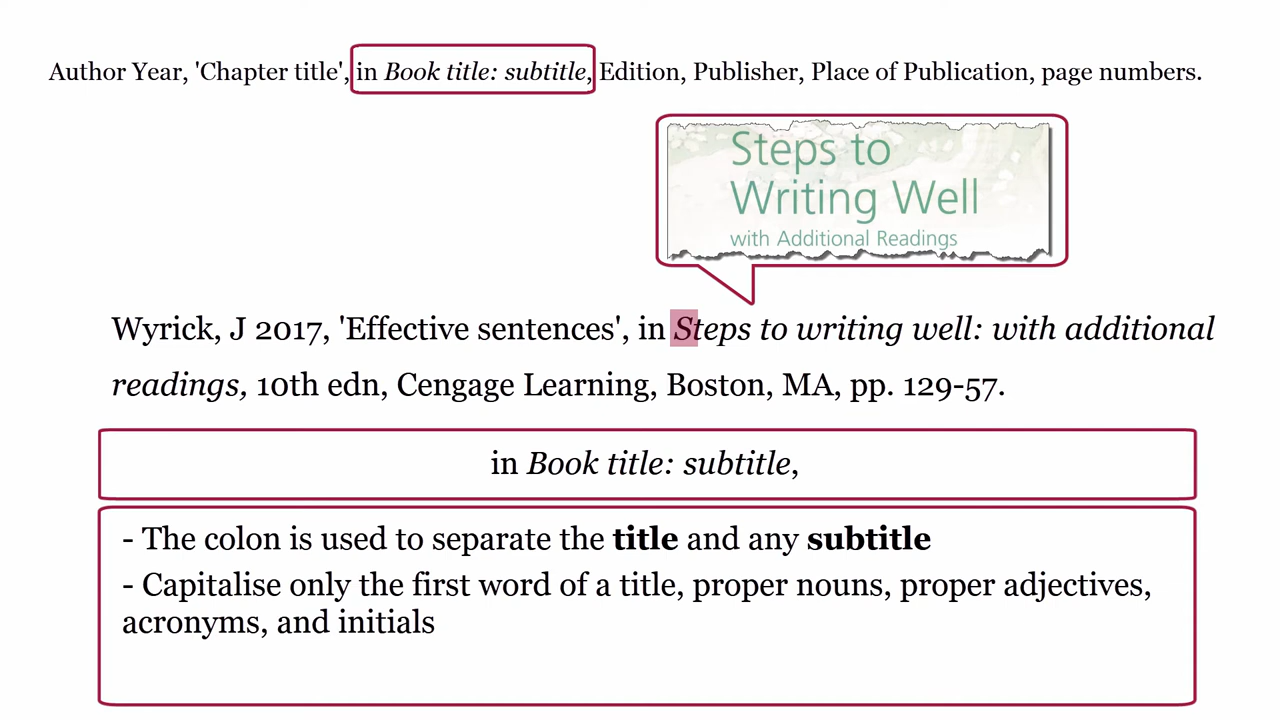 Author Year, 'Chapter title', in Book title: subtitle, Edition, Publisher, Place of Publication, page numbers.
Steps to
Writing Well
with Additional Readings
Wyrick, J 2017, 'Effective sentences', in Steps to writing well: with additional
readings, 10th edn, Cengage Learning, Boston, MA, pp. 129-57.
in Book title: subtitle,
- The colon is used to separate the title and any subtitle
- Capitalise only the first word of a title, proper nouns, proper adjectives,
acronyms, and initials